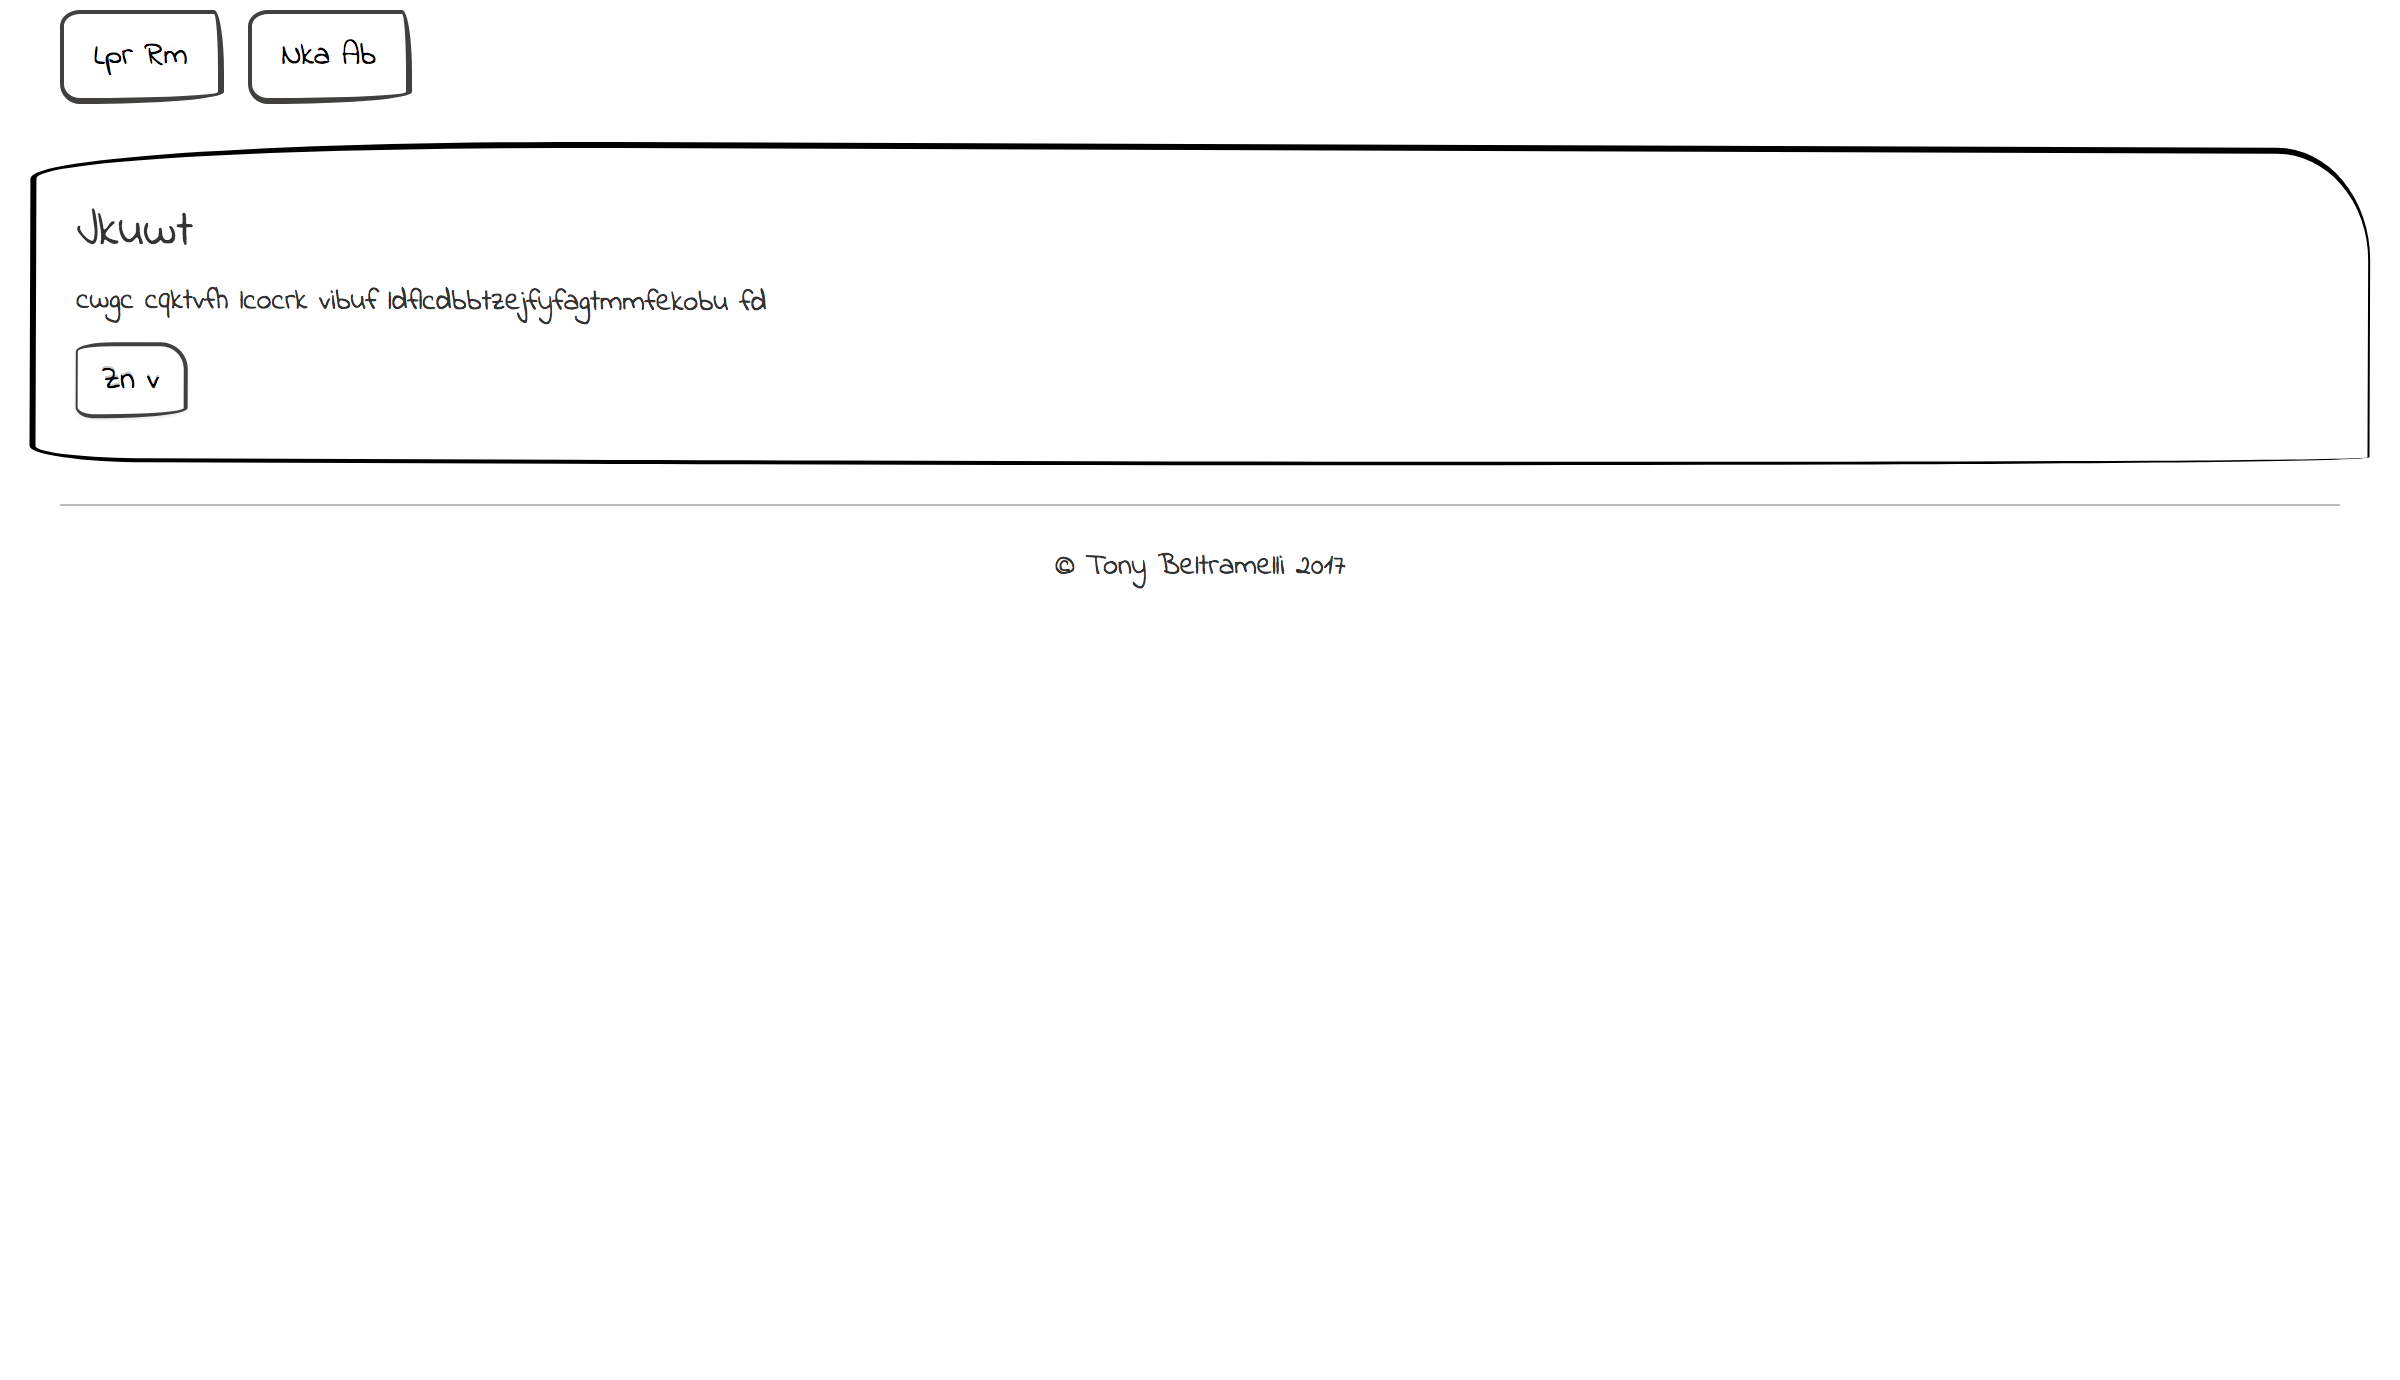 Lpr Rm Nka Ab
Jkuwt
cwgc cqktvfh lcocrk vibuf ldflcdbbtzejfyfagtmmfekobu fd
Zn v
© Tony Beltramelli 2017